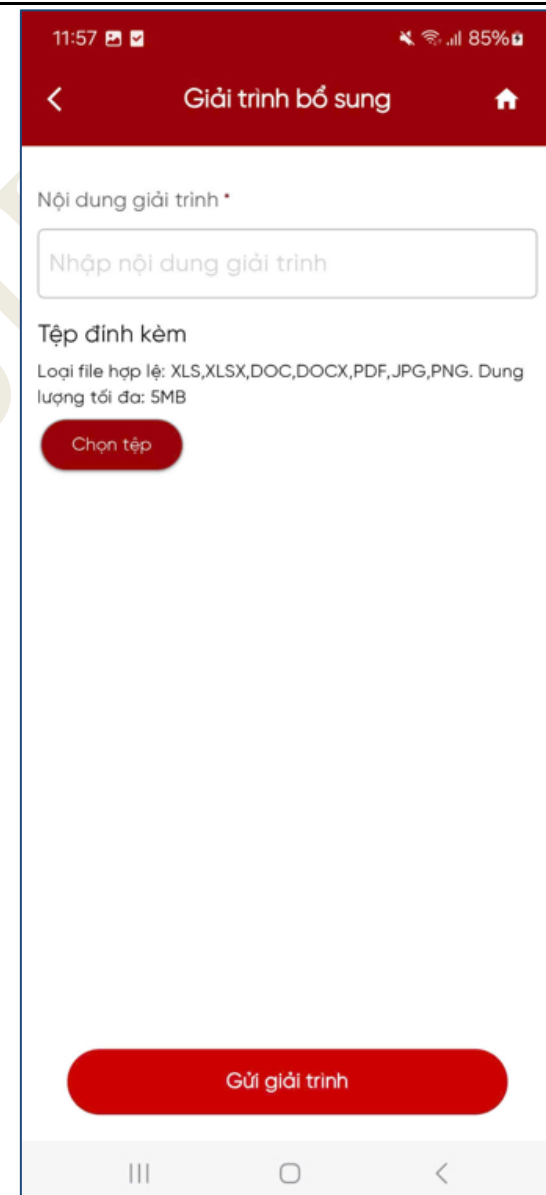 11:57 85%
Giải trình bổ sung
Nội dung giải trình *
Nhập nội dung giải trình
Tệp đính kèm
Loại file hợp lệ: XLS,XLSX,DOC,DOCX,PDF,JPG,PNG. Dung
lượng tối đa: 5MB
Chọn tệp
Gửi giải trình